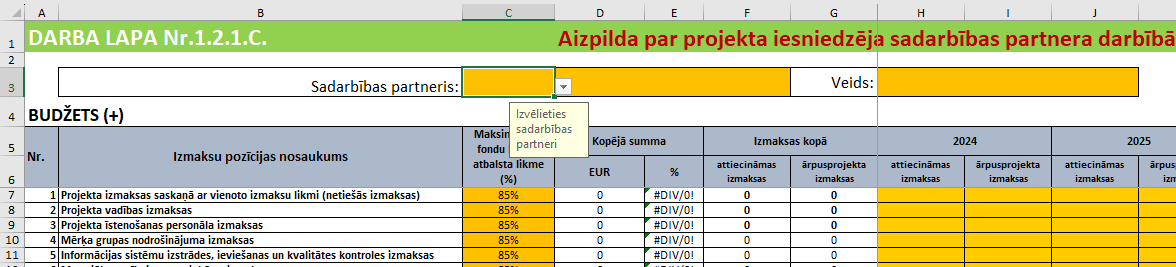 A B C D E F G H I J
1 DARBA LAPA Nr.1.2.1.C. Aizpilda par projekta iesniedzēja sadarbības partnera darbībā
2
3 Sadarbības partneris: Veids:
Izvēlieties
sadarbības
partneri
4 BUDŽETS (+)
5 Nr. Izmaksu pozīcijas nosaukums Kopējā summa Izmaksas kopā 2024 2025
fondu
atbalsta likme
(%)
6 EUR % attiecināmas izmaksas ārpusprojekta izmaksas attiecināmas izmaksas ārpusprojekta izmaksas attiecināmas izmaksas
7 1 Projekta izmaksas saskaņā ar vienoto izmaksu likmi (netiešās izmaksas) 85% 0 #DIV/0! 0 0
8 2 Projekta vadības izmaksas 85% 0 #DIV/0! 0 0
9 3 Projekta īstenošanas personāla izmaksas 85% 0 #DIV/0! 0 0
10 4 Mērķa grupas nodrošinājuma izmaksas 85% 0 #DIV/0! 0 0
11 5 Informācijas sistēmu izstrādes, ieviešanas un kvalitātes kontroles izmaksas 85% 0 #DIV/0! 0 0